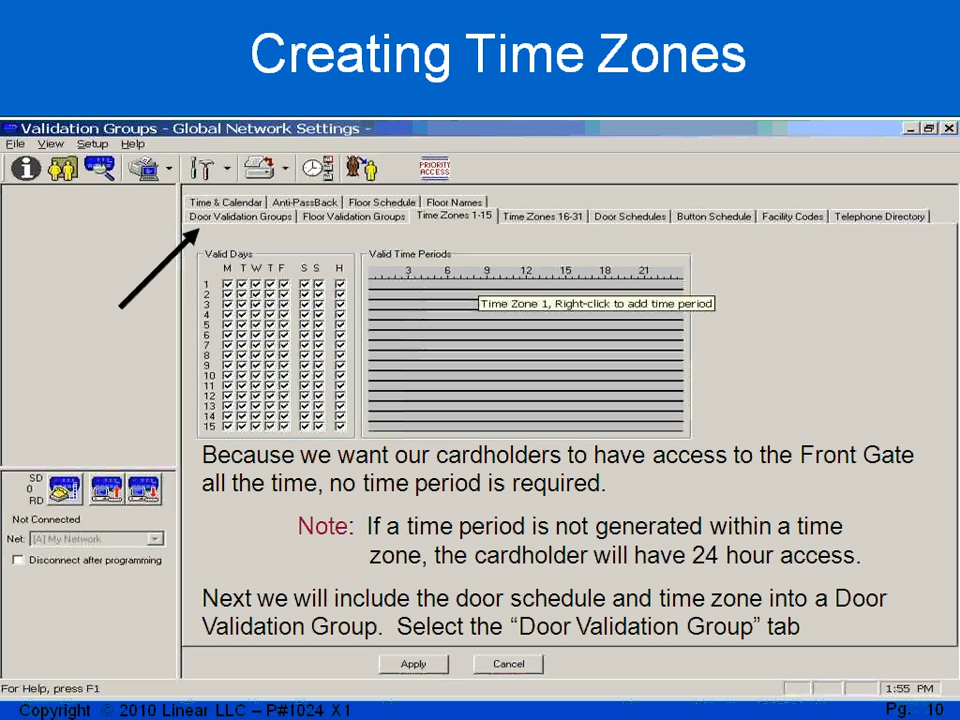 Creating Time Zones
Validation Groups - Global Network Settings -
File View Setup Help
PRIORITY
ACCESS
Time & Calendar Anti-PassBack Floor Schedule Floor Names
Door Validation Groups Floor Validation Groups Time Zones 1-15 Time Zones 16-31 Door Schedules Button Schedule Facility Codes Telephone Directory
Valid Days Valid Time Periods
M T W T F S S H 3 6 9 12 15 18 21
1
2
3 Time Zone 1, Right-click to add time period
4
5
6
7
8
9
10
11
12
13
14
15
Because we want our cardholders to have access to the Front Gate
all the time, no time period is required.
Note: If a time period is not generated within a time
zone, the cardholder will have 24 hour access.
Next we will include the door schedule and time zone into a Door
Validation Group. Select the “Door Validation Group” tab
SD
0
RD
Not Connected
Net: [A] My Network
Disconnect after programming
Apply Cancel
For Help, press F1 1:55 PM
Copyright © 2010 Linear LLC – P#1024 X1 Pg. 10